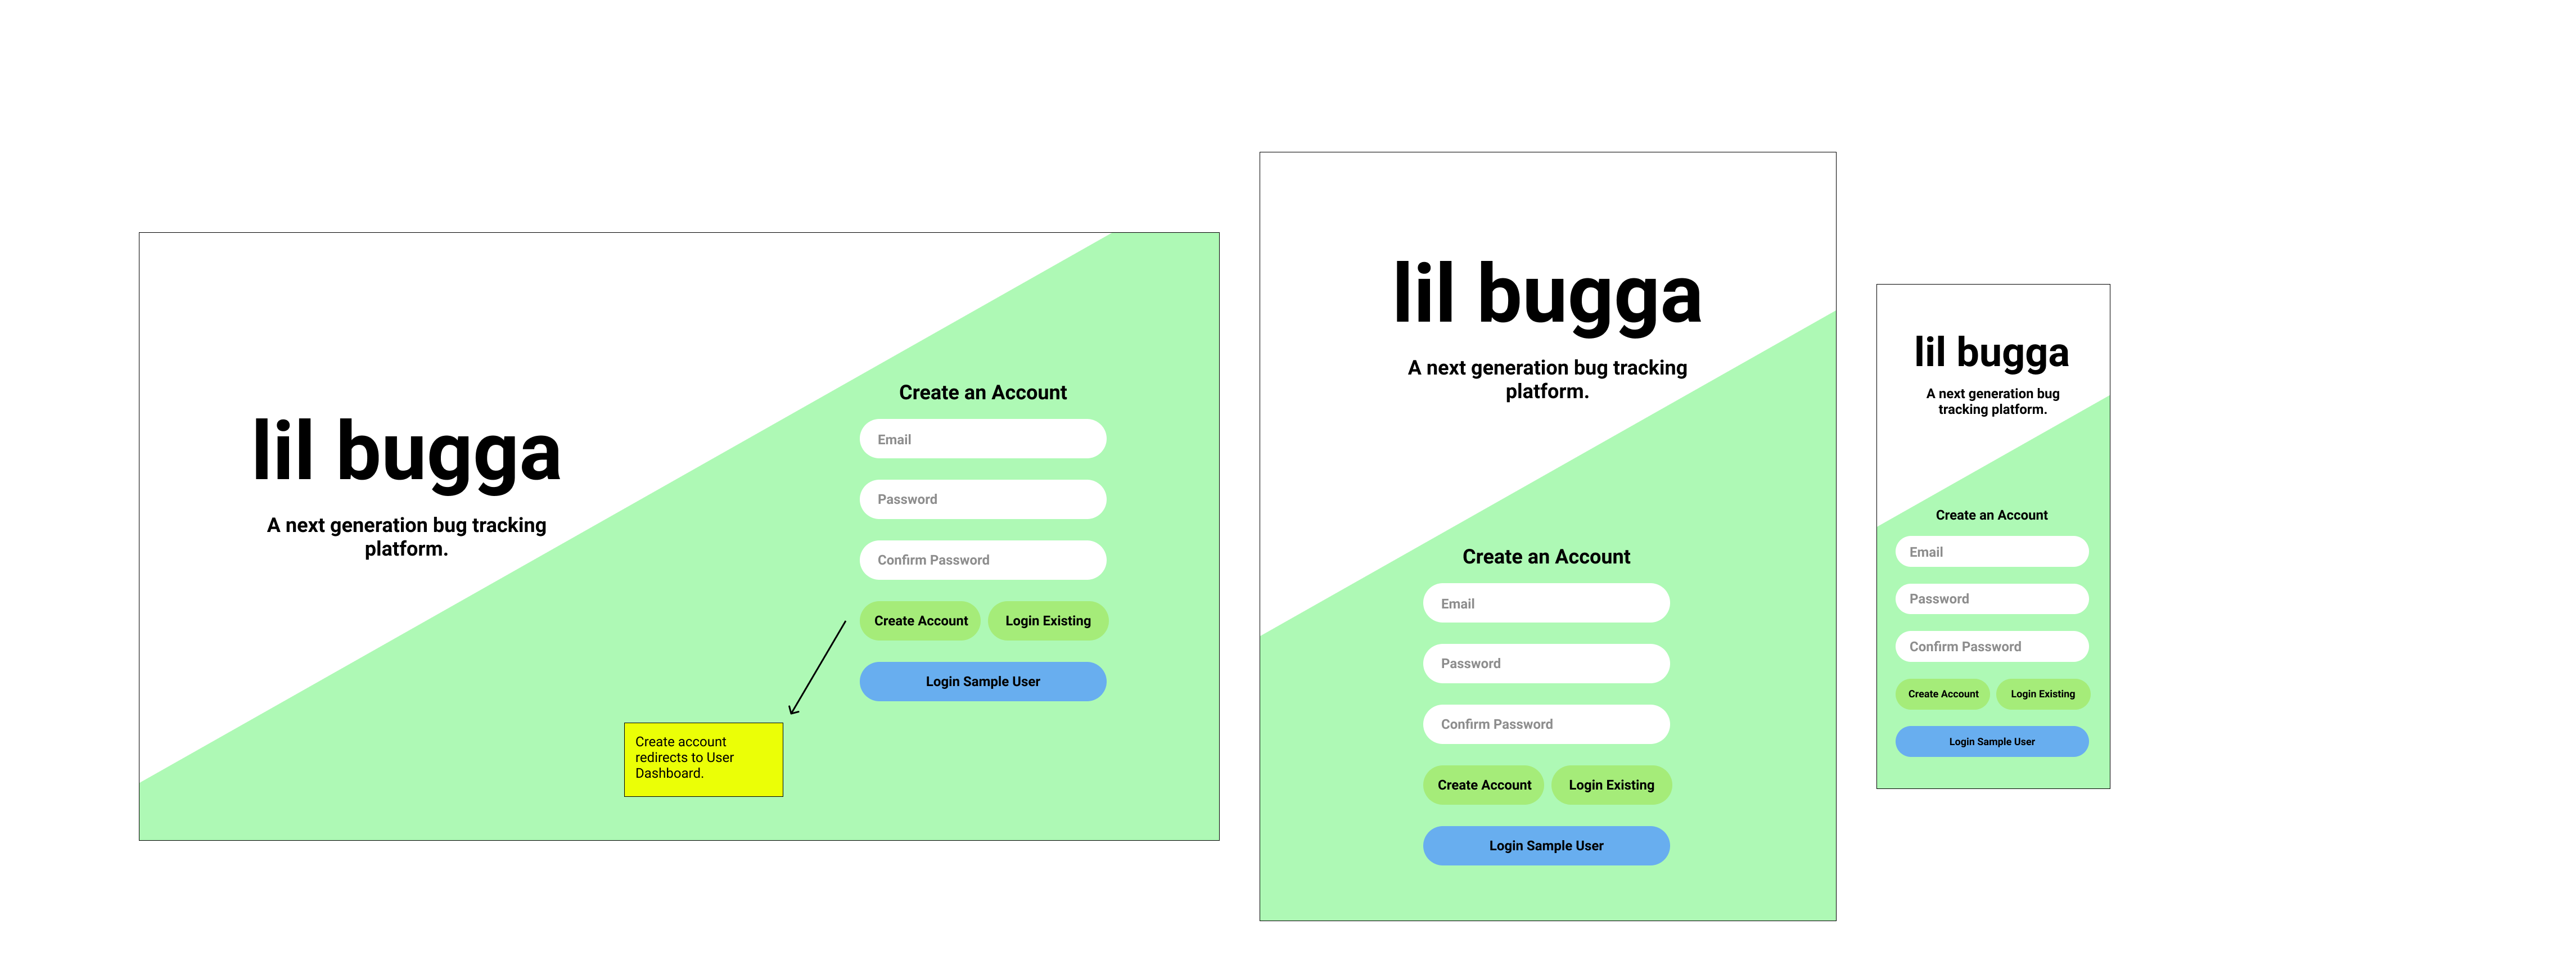 lil bugga
A next generation bug tracking
platform.
Create an Account
Email
Password
Confirm Password
Create Account
Login Existing
Login Sample User
Create account
redirects to User
Dashboard.
lil bugga
A next generation bug tracking
platform.
Create an Account
Email
Password
Confirm Password
Create Account
Login Existing
Login Sample User
lil bugga
A next generation bug
tracking platform.
Create an Account
Email
Password
Confirm Password
Create Account
Login Existing
Login Sample User